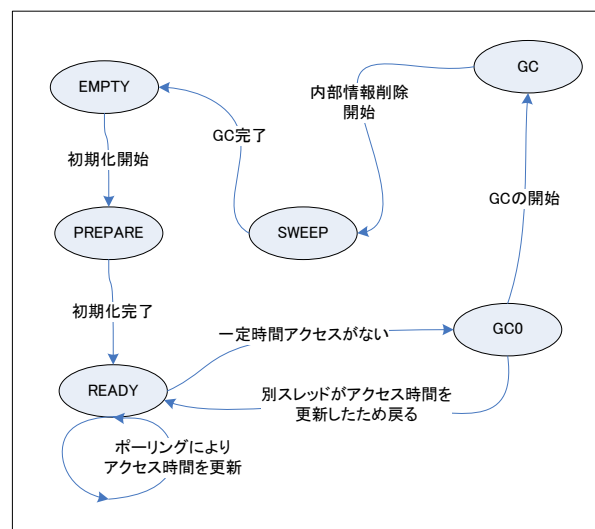 GC
EMPTY
内部情報削除
開始
GC完了
初期化開始
GCの開始
PREPARE
SWEEP
初期化完了
一定時間アクセスがない
GC0
READY
別スレッドがアクセス時間を
更新したため戻る
ポーリングにより
アクセス時間を更新